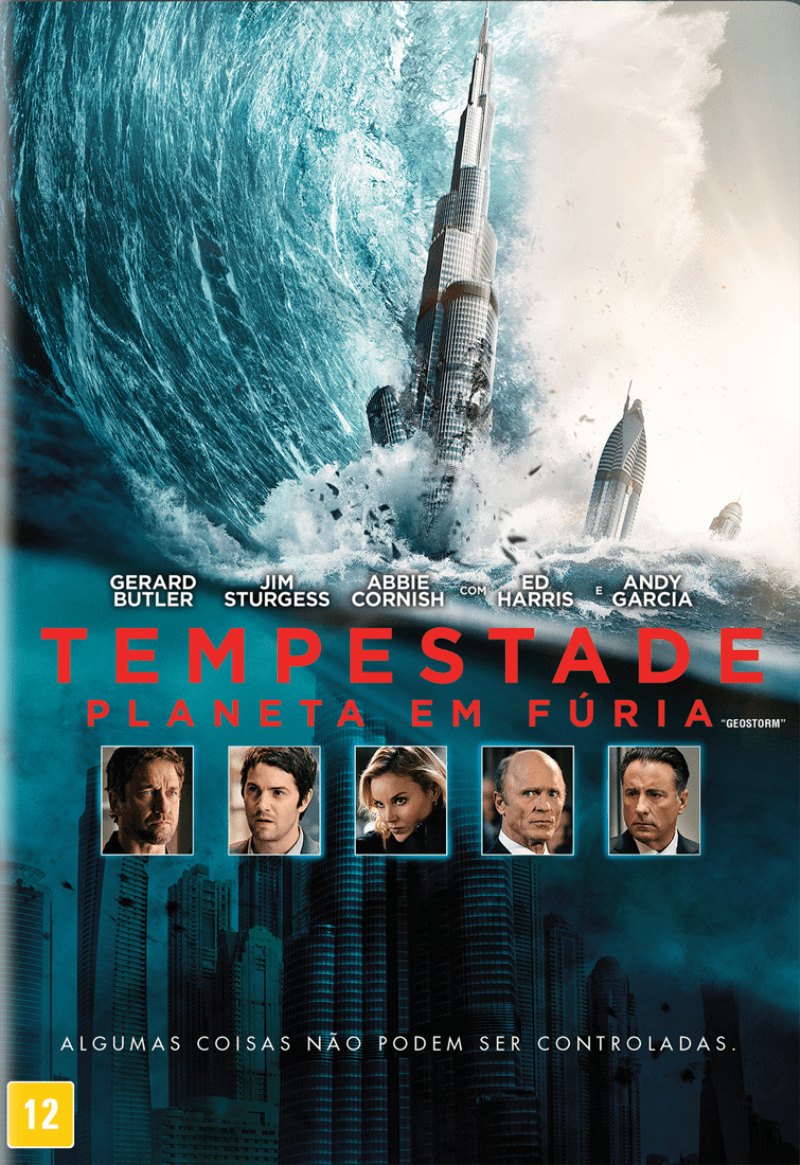 GERARD BUTLER JIM STURGESS ABBIE CORNISH COM ED HARRIS E ANDY GARCIA
TEMPESTADE
PLANETA EM FÚRIA "GEOSTORM"
ALGUMAS COISAS NÃO PODEM SER CONTROLADAS.
12